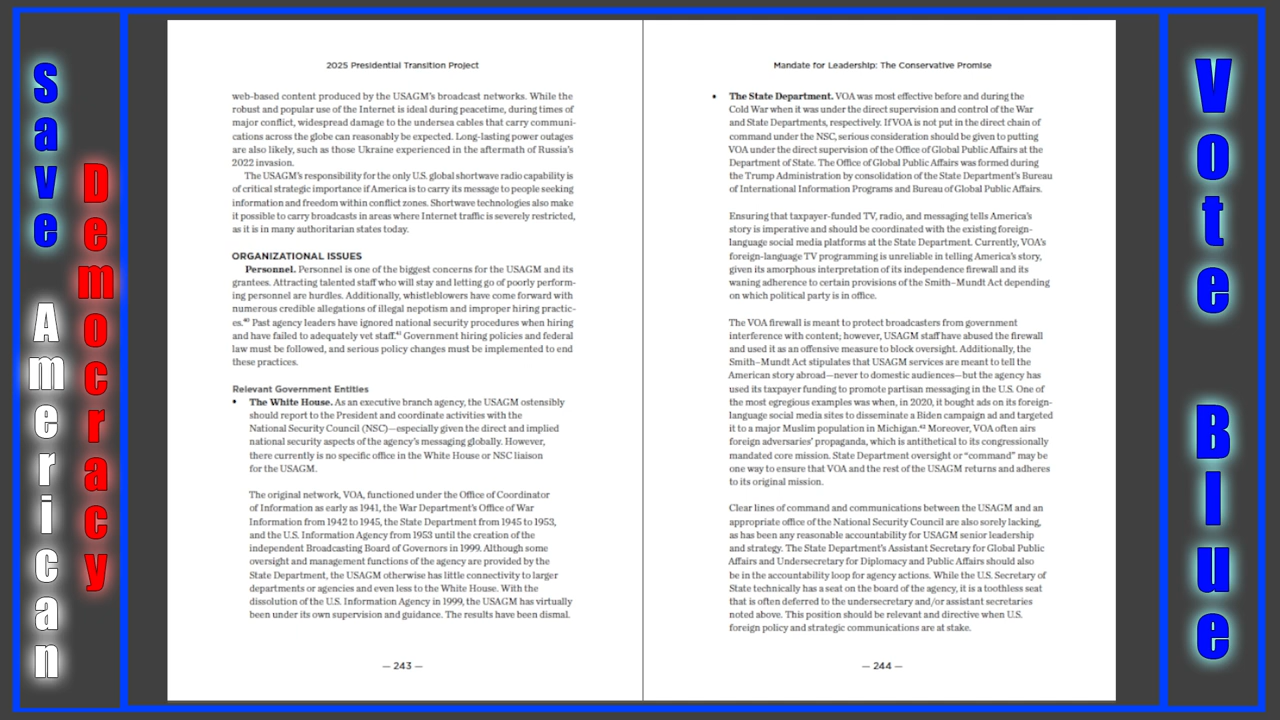 Save American
Democracy
2025 Presidential Transition Project
web-based content produced by the USAGM's broadcast networks. While the
robust and popular use of the Internet is ideal during peacetime, during times of
major conflict, widespread damage to the undersea cables that carry communi-
cations across the globe can reasonably be expected. Long-lasting power outages
are also likely, such as those Ukraine experienced in the aftermath of Russia's
2022 invasion.
The USAGM's responsibility for the only U.S. global shortwave radio capability is
of critical strategic importance if America is to carry its message to people seeking
information and freedom within conflict zones. Shortwave technologies also make
it possible to carry broadcasts in areas where Internet traffic is severely restricted,
as it is in many authoritarian states today.
ORGANIZATIONAL ISSUES
Personnel. Personnel is one of the biggest concerns for the USAGM and its
grantees. Attracting talented staff who will stay and letting go of poorly perform-
ing personnel are hurdles. Additionally, whistleblowers have come forward with
numerous credible allegations of illegal nepotism and improper hiring practic-
es.40 Past agency leaders have ignored national security procedures when hiring
and have failed to adequately vet staff.41 Government hiring policies and federal
law must be followed, and serious policy changes must be implemented to end
these practices.
Relevant Government Entities
• The White House. As an executive branch agency, the USAGM ostensibly
should report to the President and coordinate activities with the
National Security Council (NSC)—especially given the direct and implied
national security aspects of the agency's messaging globally. However,
there currently is no specific office in the White House or NSC liaison
for the USAGM.
The original network, VOA, functioned under the Office of Coordinator
of Information as early as 1941, the War Department's Office of War
Information from 1942 to 1945, the State Department from 1945 to 1953,
and the U.S. Information Agency from 1953 until the creation of the
independent Broadcasting Board of Governors in 1999. Although some
oversight and management functions of the agency are provided by the
State Department, the USAGM otherwise has little connectivity to larger
departments or agencies and even less to the White House. With the
dissolution of the U.S. Information Agency in 1999, the USAGM has virtually
been under its own supervision and guidance. The results have been dismal.
— 243 —
Mandate for Leadership: The Conservative Promise
• The State Department. VOA was most effective before and during the
Cold War when it was under the direct supervision and control of the War
and State Departments, respectively. If VOA is not put in the direct chain of
command under the NSC, serious consideration should be given to putting
VOA under the direct supervision of the Office of Global Public Affairs at the
Department of State. The Office of Global Public Affairs was formed during
the Trump Administration by consolidation of the State Department's Bureau
of International Information Programs and Bureau of Global Public Affairs.
Ensuring that taxpayer-funded TV, radio, and messaging tells America's
story is imperative and should be coordinated with the existing foreign-
language social media platforms at the State Department. Currently, VOA's
foreign-language TV programming is unreliable in telling America's story,
given its amorphous interpretation of its independence firewall and its
waning adherence to certain provisions of the Smith–Mundt Act depending
on which political party is in office.
The VOA firewall is meant to protect broadcasters from government
interference with content; however, USAGM staff have abused the firewall
and used it as an offensive measure to block oversight. Additionally, the
Smith–Mundt Act stipulates that USAGM services are meant to tell the
American story abroad—never to domestic audiences—but the agency has
used its taxpayer funding to promote partisan messaging in the U.S. One of
the most egregious examples was when, in 2020, it bought ads on its foreign-
language social media sites to disseminate a Biden campaign ad and targeted
it to a major Muslim population in Michigan.42 Moreover, VOA often airs
foreign adversaries' propaganda, which is antithetical to its congressionally
mandated core mission. State Department oversight or “command” may be
one way to ensure that VOA and the rest of the USAGM returns and adheres
to its original mission.
Clear lines of command and communications between the USAGM and an
appropriate office of the National Security Council are also sorely lacking,
as has been any reasonable accountability for USAGM senior leadership
and strategy. The State Department's Assistant Secretary for Global Public
Affairs and Undersecretary for Diplomacy and Public Affairs should also
be in the accountability loop for agency actions. While the U.S. Secretary of
State technically has a seat on the board of the agency, it is a toothless seat
that is often deferred to the undersecretary and/or assistant secretaries
noted above. This position should be relevant and directive when U.S.
foreign policy and strategic communications are at stake.
— 244 —
Vote Blue